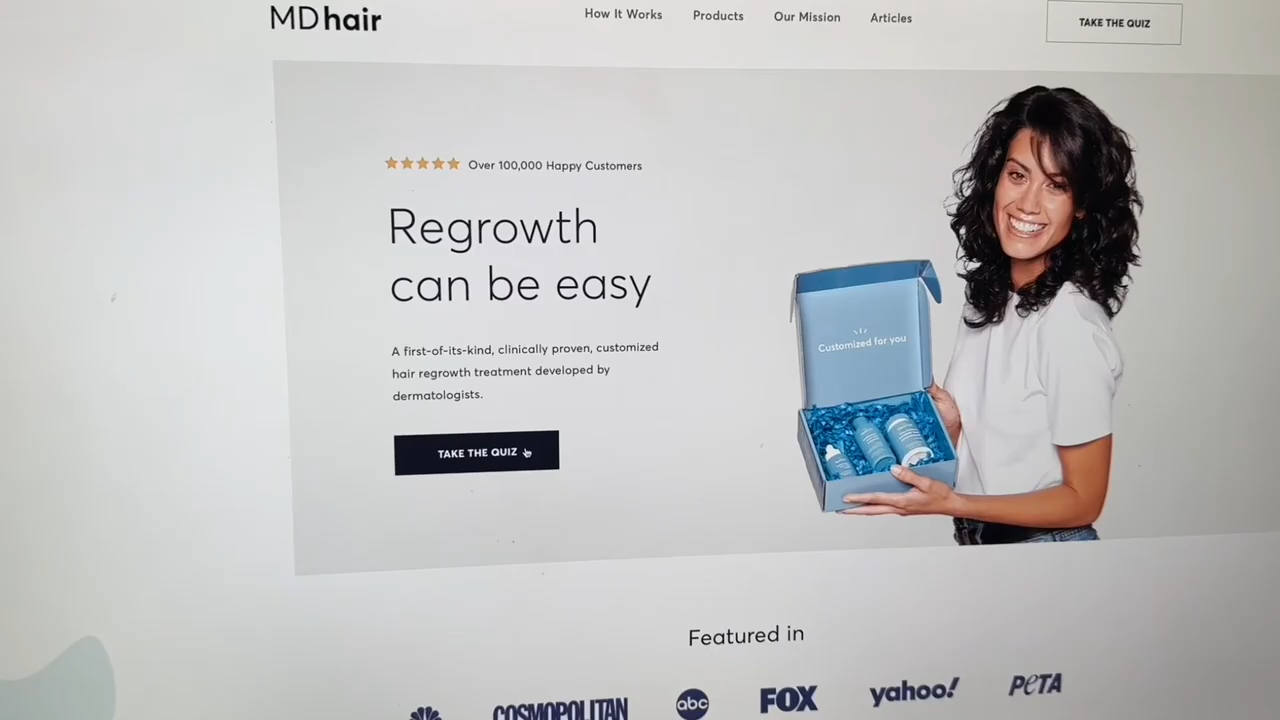 MDhair
How It Works
Products
Our Mission
Articles
TAKE THE QUIZ
Over 100,000 Happy Customers
Regrowth
can be easy
A first-of-its-kind, clinically proven, customized
hair regrowth treatment developed by
dermatologists.
TAKE THE QUIZ
Customized for you
Featured in
COSMOPOLITAN
abc
FOX
yahoo!
PETA